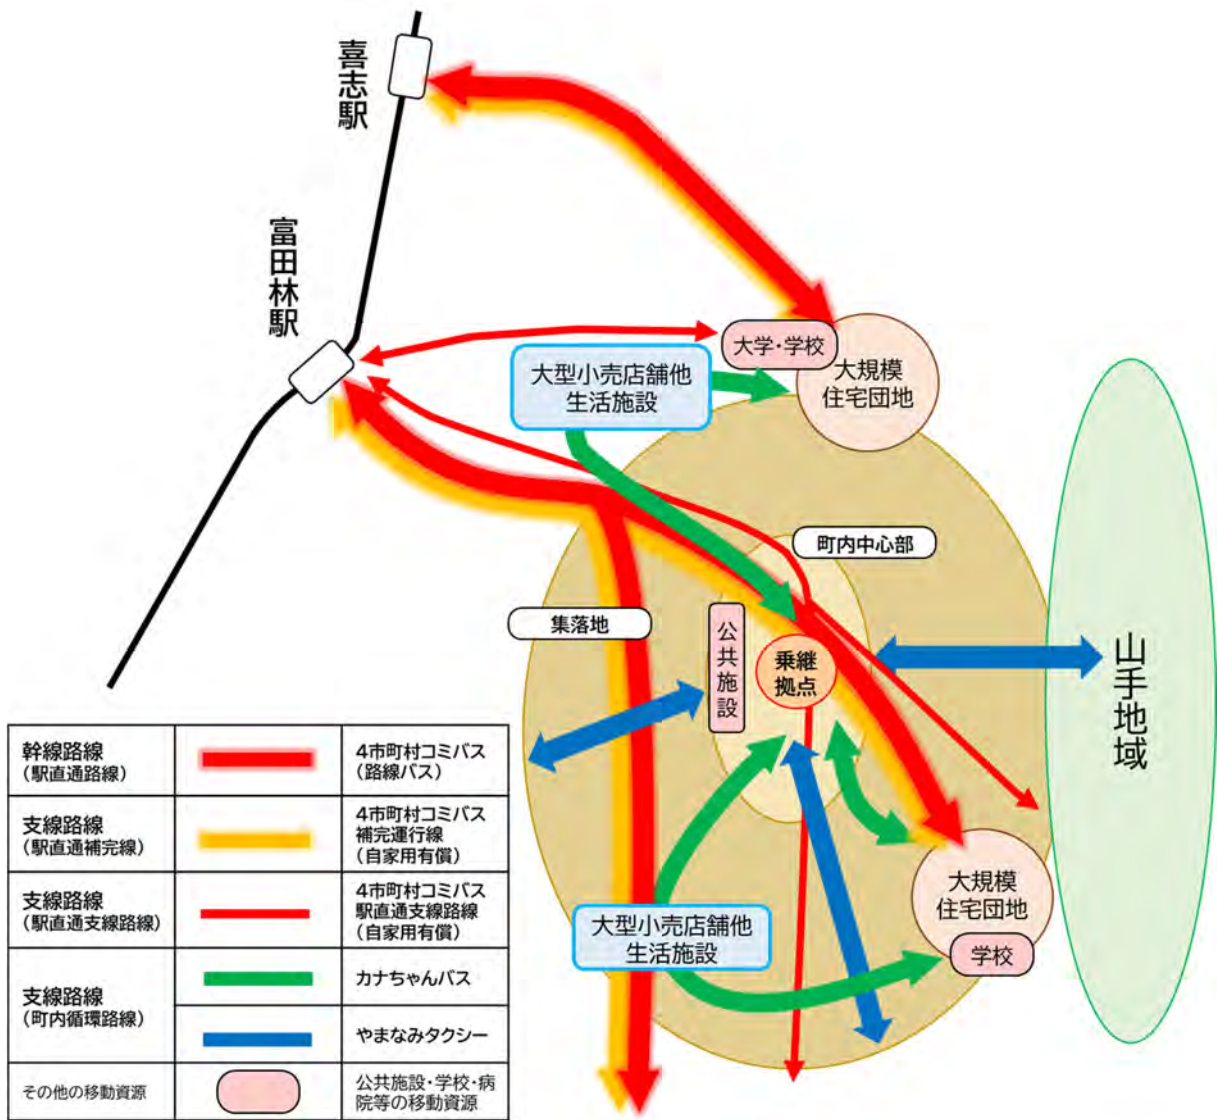 喜志駅
富田林駅
大学・学校
大規模
住宅団地
大型小売店舗他
生活施設
町内中心部
集落地
公共施設
乗継
拠点
山手地域
大規模
住宅団地
学校
大型小売店舗他
生活施設
幹線路線
（駅直通路線）
4市町村コミバス
（路線バス）
支線路線
（駅直通補完線）
4市町村コミバス
補完運行線
（自家用有償）
支線路線
（駅直通支線路線）
4市町村コミバス
駅直通支線路線
（自家用有償）
支線路線
（町内循環路線）
カナちゃんバス
やまなみタクシー
その他の移動資源
公共施設・学校・病
院等の移動資源